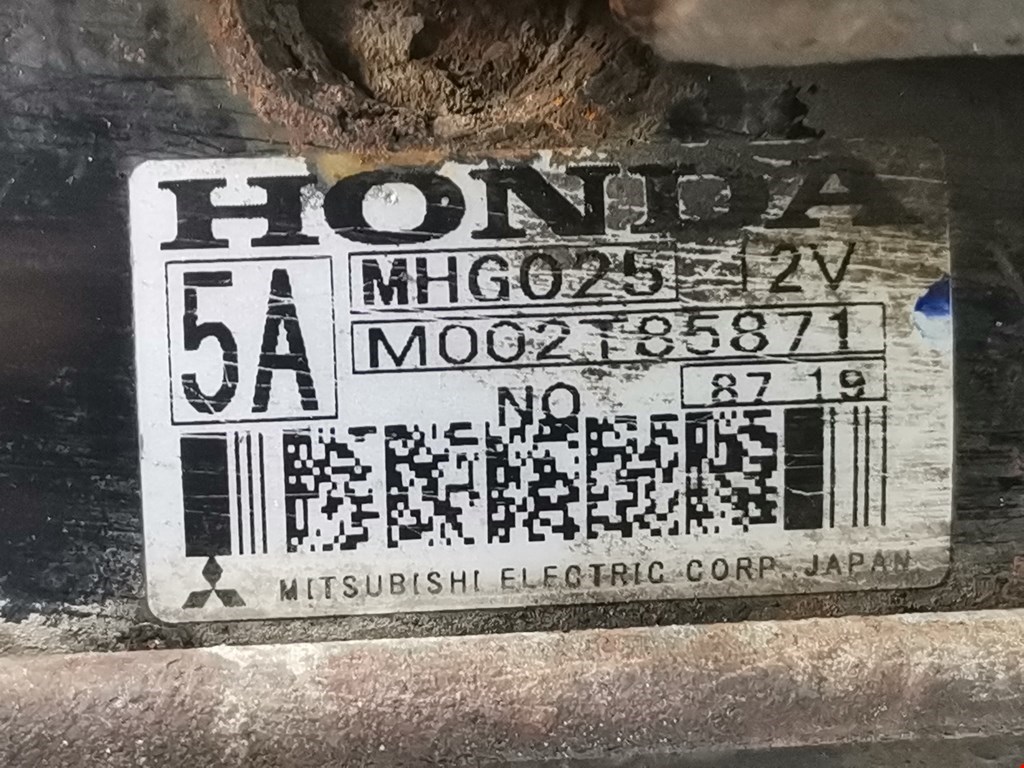 HONDA
5A
MHG025 12V
M002T85871
NO 87 19
MITSUBISHI ELECTRIC CORP. JAPAN